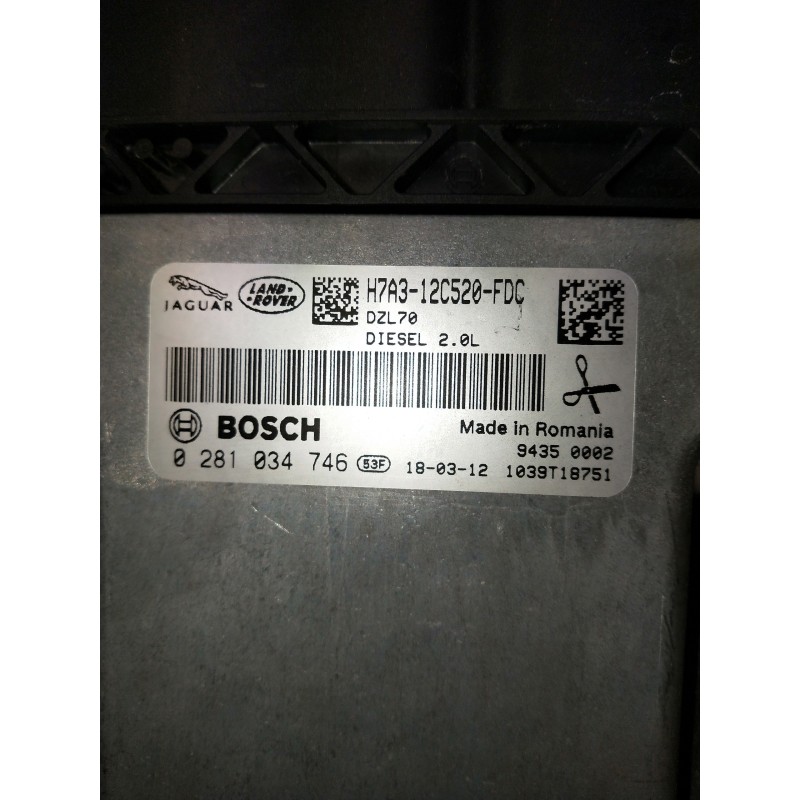 JAGUAR
LAND-
-ROVER
H7A3-12C520-FDC
DZL70
DIESEL 2.0L
BOSCH
Made in Romania
9435 0002
0 281 034 746 53F 18-03-12 1039T18751